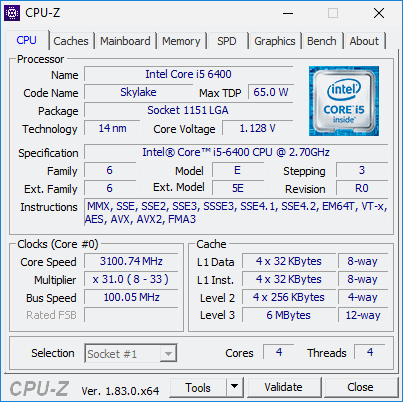 CPU-Z
CPU Caches Mainboard Memory SPD Graphics Bench About
Processor
Name Intel Core i5 6400
Code Name Skylake Max TDP 65.0 W
Package Socket 1151 LGA
Technology 14 nm Core Voltage 1.128 V
intel
CORE i5
inside™
Specification Intel® Core™ i5-6400 CPU @ 2.70GHz
Family 6 Model E Stepping 3
Ext. Family 6 Ext. Model 5E Revision R0
Instructions MMX, SSE, SSE2, SSE3, SSSE3, SSE4.1, SSE4.2, EM64T, VT-x,
AES, AVX, AVX2, FMA3
Clocks (Core #0)
Core Speed 3100.74 MHz
Multiplier x 31.0 ( 8 - 33 )
Bus Speed 100.05 MHz
Rated FSB
Cache
L1 Data 4 x 32 KBytes 8-way
L1 Inst. 4 x 32 KBytes 8-way
Level 2 4 x 256 KBytes 4-way
Level 3 6 MBytes 12-way
Selection Socket #1 Cores 4 Threads 4
CPU-Z Ver. 1.83.0.x64 Tools Validate Close